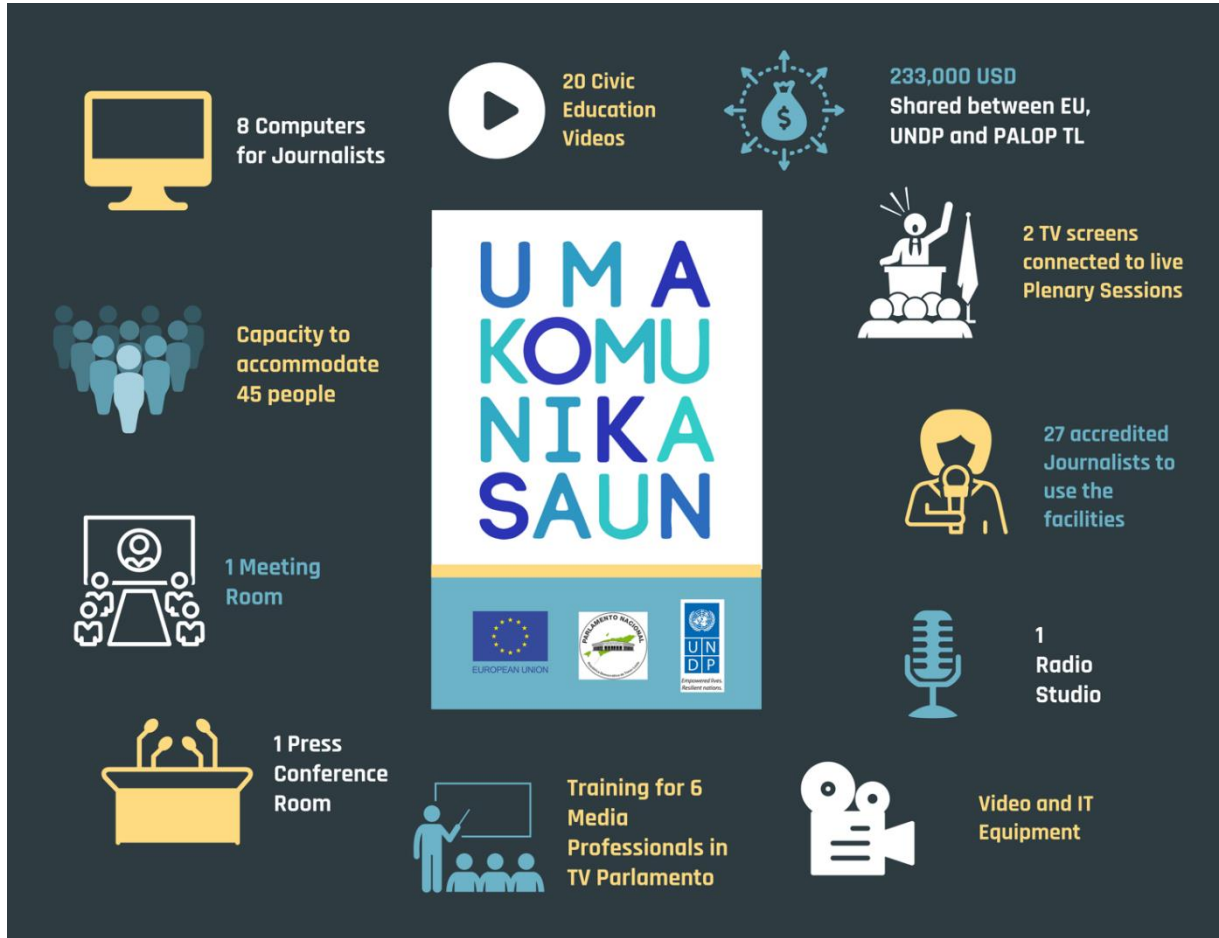 8 Computers
for Journalists
20 Civic
Education
Videos
233,000 USD
Shared between EU,
UNDP and PALOP TL
2 TV screens
connected to live
Plenary Sessions
Capacity to
accommodate
45 people
UMA
KOMU
NIKA
SAUN
27 accredited
Journalists to
use the
facilities
1 Meeting
Room
EUROPEAN UNION
PARLAMENTO NACIONAL
U N
D P
Empowered lives.
Resilient nations.
1
Radio
Studio
1 Press
Conference
Room
Training for 6
Media
Professionals in
TV Parlamento
Video and IT
Equipment
$